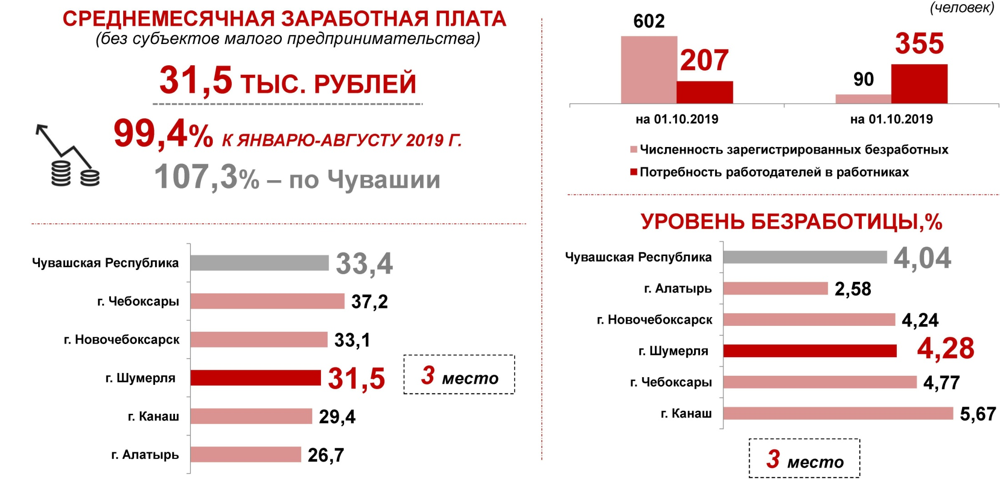 СРЕДНЕМЕСЯЧНАЯ ЗАРАБОТНАЯ ПЛАТА
(без субъектов малого предпринимательства)
31,5 ТЫС. РУБЛЕЙ
99,4% К ЯНВАРЮ-АВГУСТУ 2019 Г.
107,3% – по Чувашии
Чувашская Республика 33,4
г. Чебоксары 37,2
г. Новочебоксарск 33,1
г. Шумерля 31,5
3 место
г. Канаш 29,4
г. Алатырь 26,7
(человек)
602
207
90
355
на 01.10.2019
на 01.10.2019
Численность зарегистрированных безработных
Потребность работодателей в работниках
УРОВЕНЬ БЕЗРАБОТИЦЫ,%
Чувашская Республика 4,04
г. Алатырь 2,58
г. Новочебоксарск 4,24
г. Шумерля 4,28
г. Чебоксары 4,77
г. Канаш 5,67
3 место